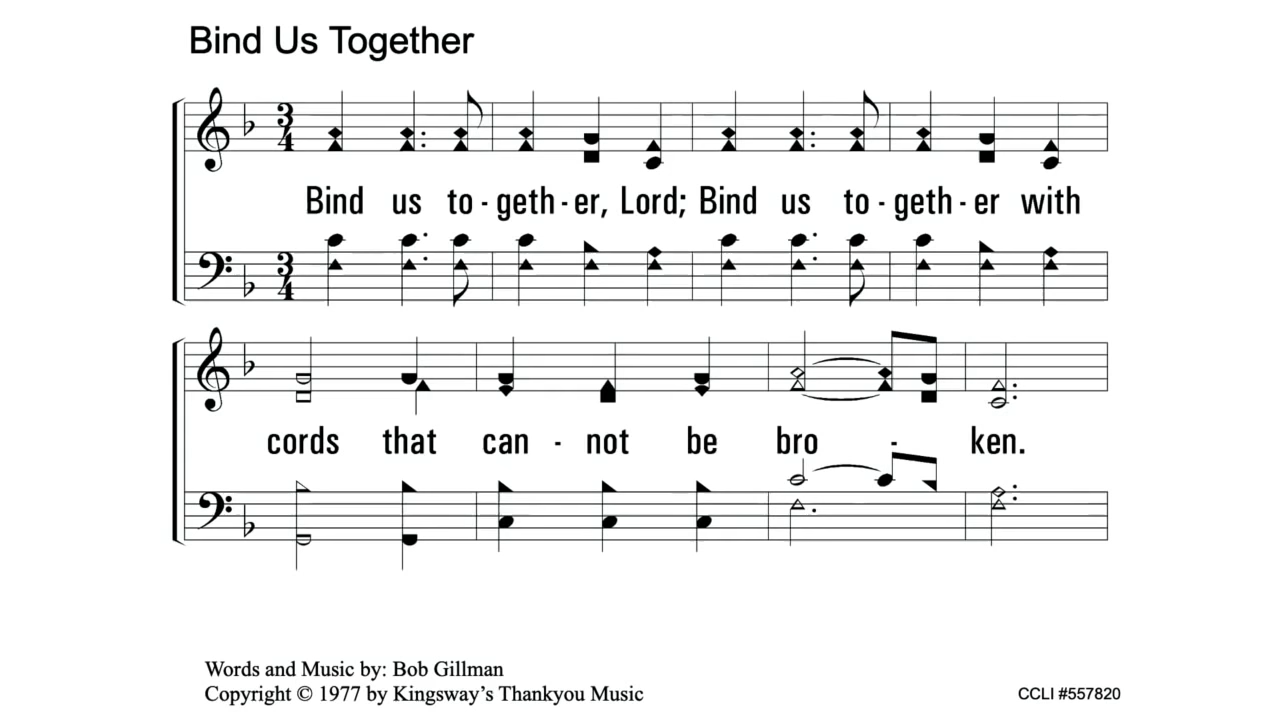 Bind Us Together
3
4
Bind us to - geth - er, Lord; Bind us to - geth - er with
3
4
cords that can - not be bro - ken.
Words and Music by: Bob Gillman
Copyright © 1977 by Kingsway's Thankyou Music
CCLI #557820